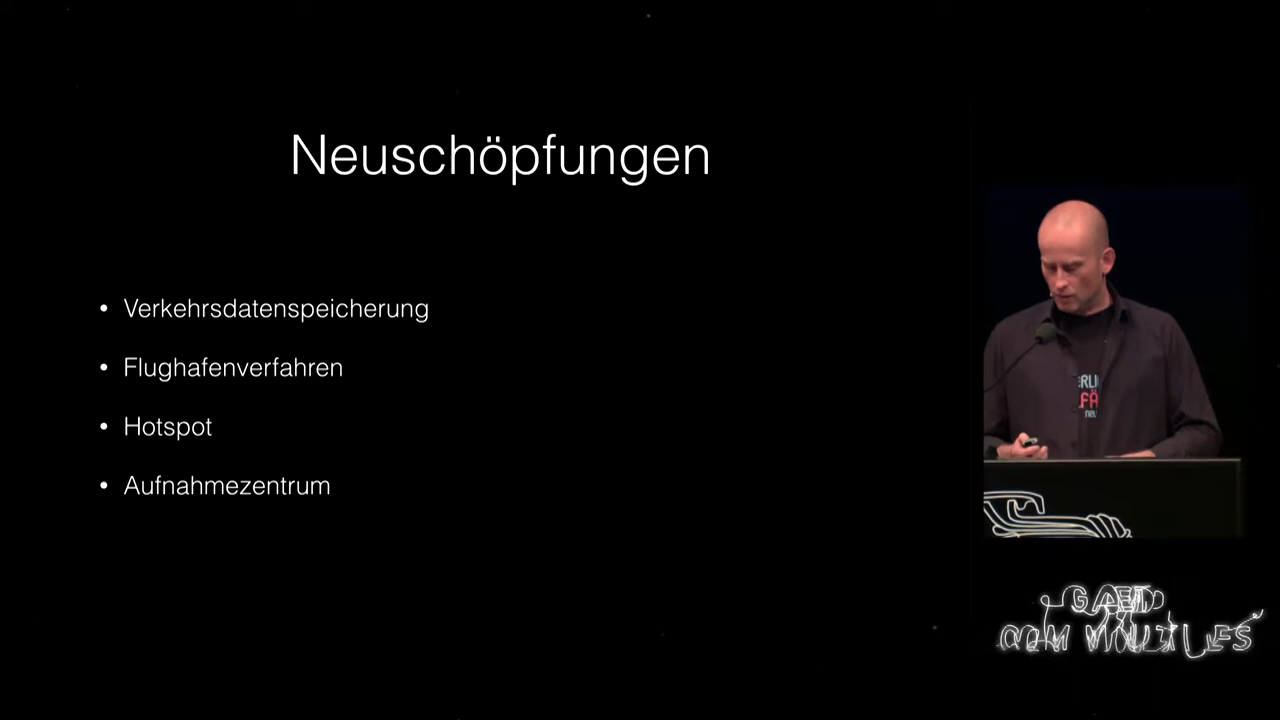 Neuschöpfungen
• Verkehrsdatenspeicherung
• Flughafenverfahren
• Hotspot
• Aufnahmezentrum